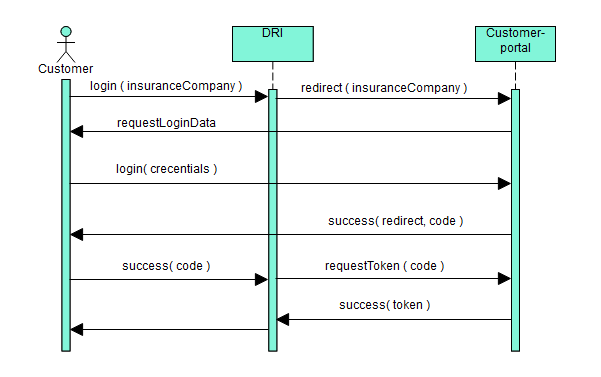 DRI
Customer-
portal
Customer
login ( insuranceCompany )
redirect ( insuranceCompany )
requestLoginData
login( crecentials )
success( redirect, code )
success( code )
requestToken ( code )
success( token )